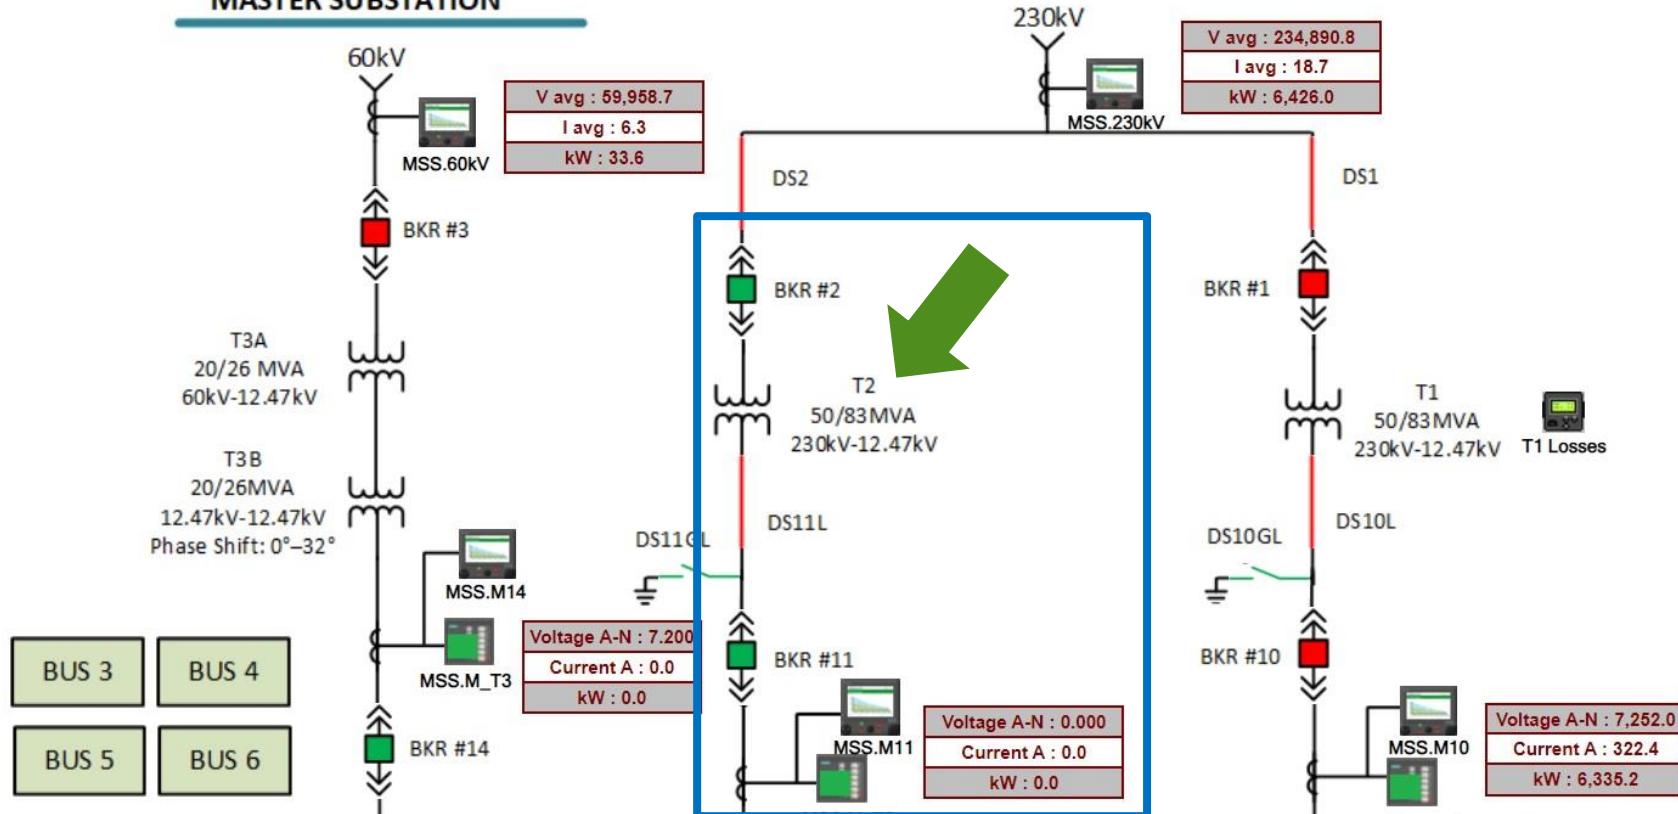 MASTER SUBSTATION
60kV
V avg : 59,958.7
I avg : 6.3
kW : 33.6
MSS.60kV
BKR #3
T3A
20/26 MVA
60kV-12.47kV
T3B
20/26MVA
12.47kV-12.47kV
Phase Shift: 0°–32°
MSS.M14
MSS.M_T3
Voltage A-N : 7.200
Current A : 0.0
kW : 0.0
BKR #14
BUS 3
BUS 4
BUS 5
BUS 6
230kV
V avg : 234,890.8
I avg : 18.7
kW : 6,426.0
MSS.230kV
DS2
BKR #2
T2
50/83MVA
230kV-12.47kV
DS11L
DS11GL
BKR #11
MSS.M11
Voltage A-N : 0.000
Current A : 0.0
kW : 0.0
DS1
BKR #1
T1
50/83MVA
230kV-12.47kV
T1 Losses
DS10L
DS10GL
BKR #10
MSS.M10
Voltage A-N : 7,252.0
Current A : 322.4
kW : 6,335.2